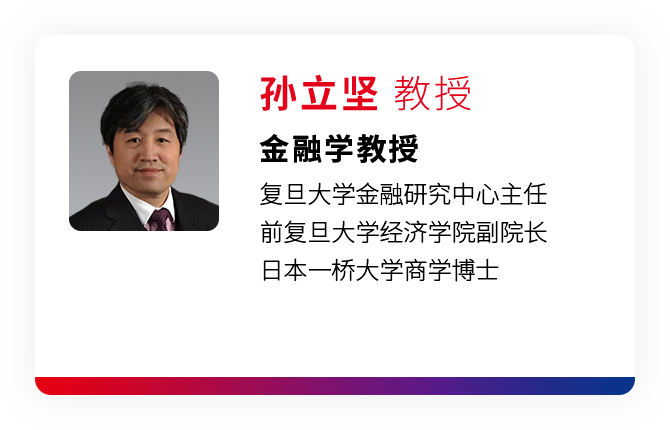 孙立坚 教授
金融学教授
复旦大学金融研究中心主任
前复旦大学经济学院副院长
日本一桥大学商学博士